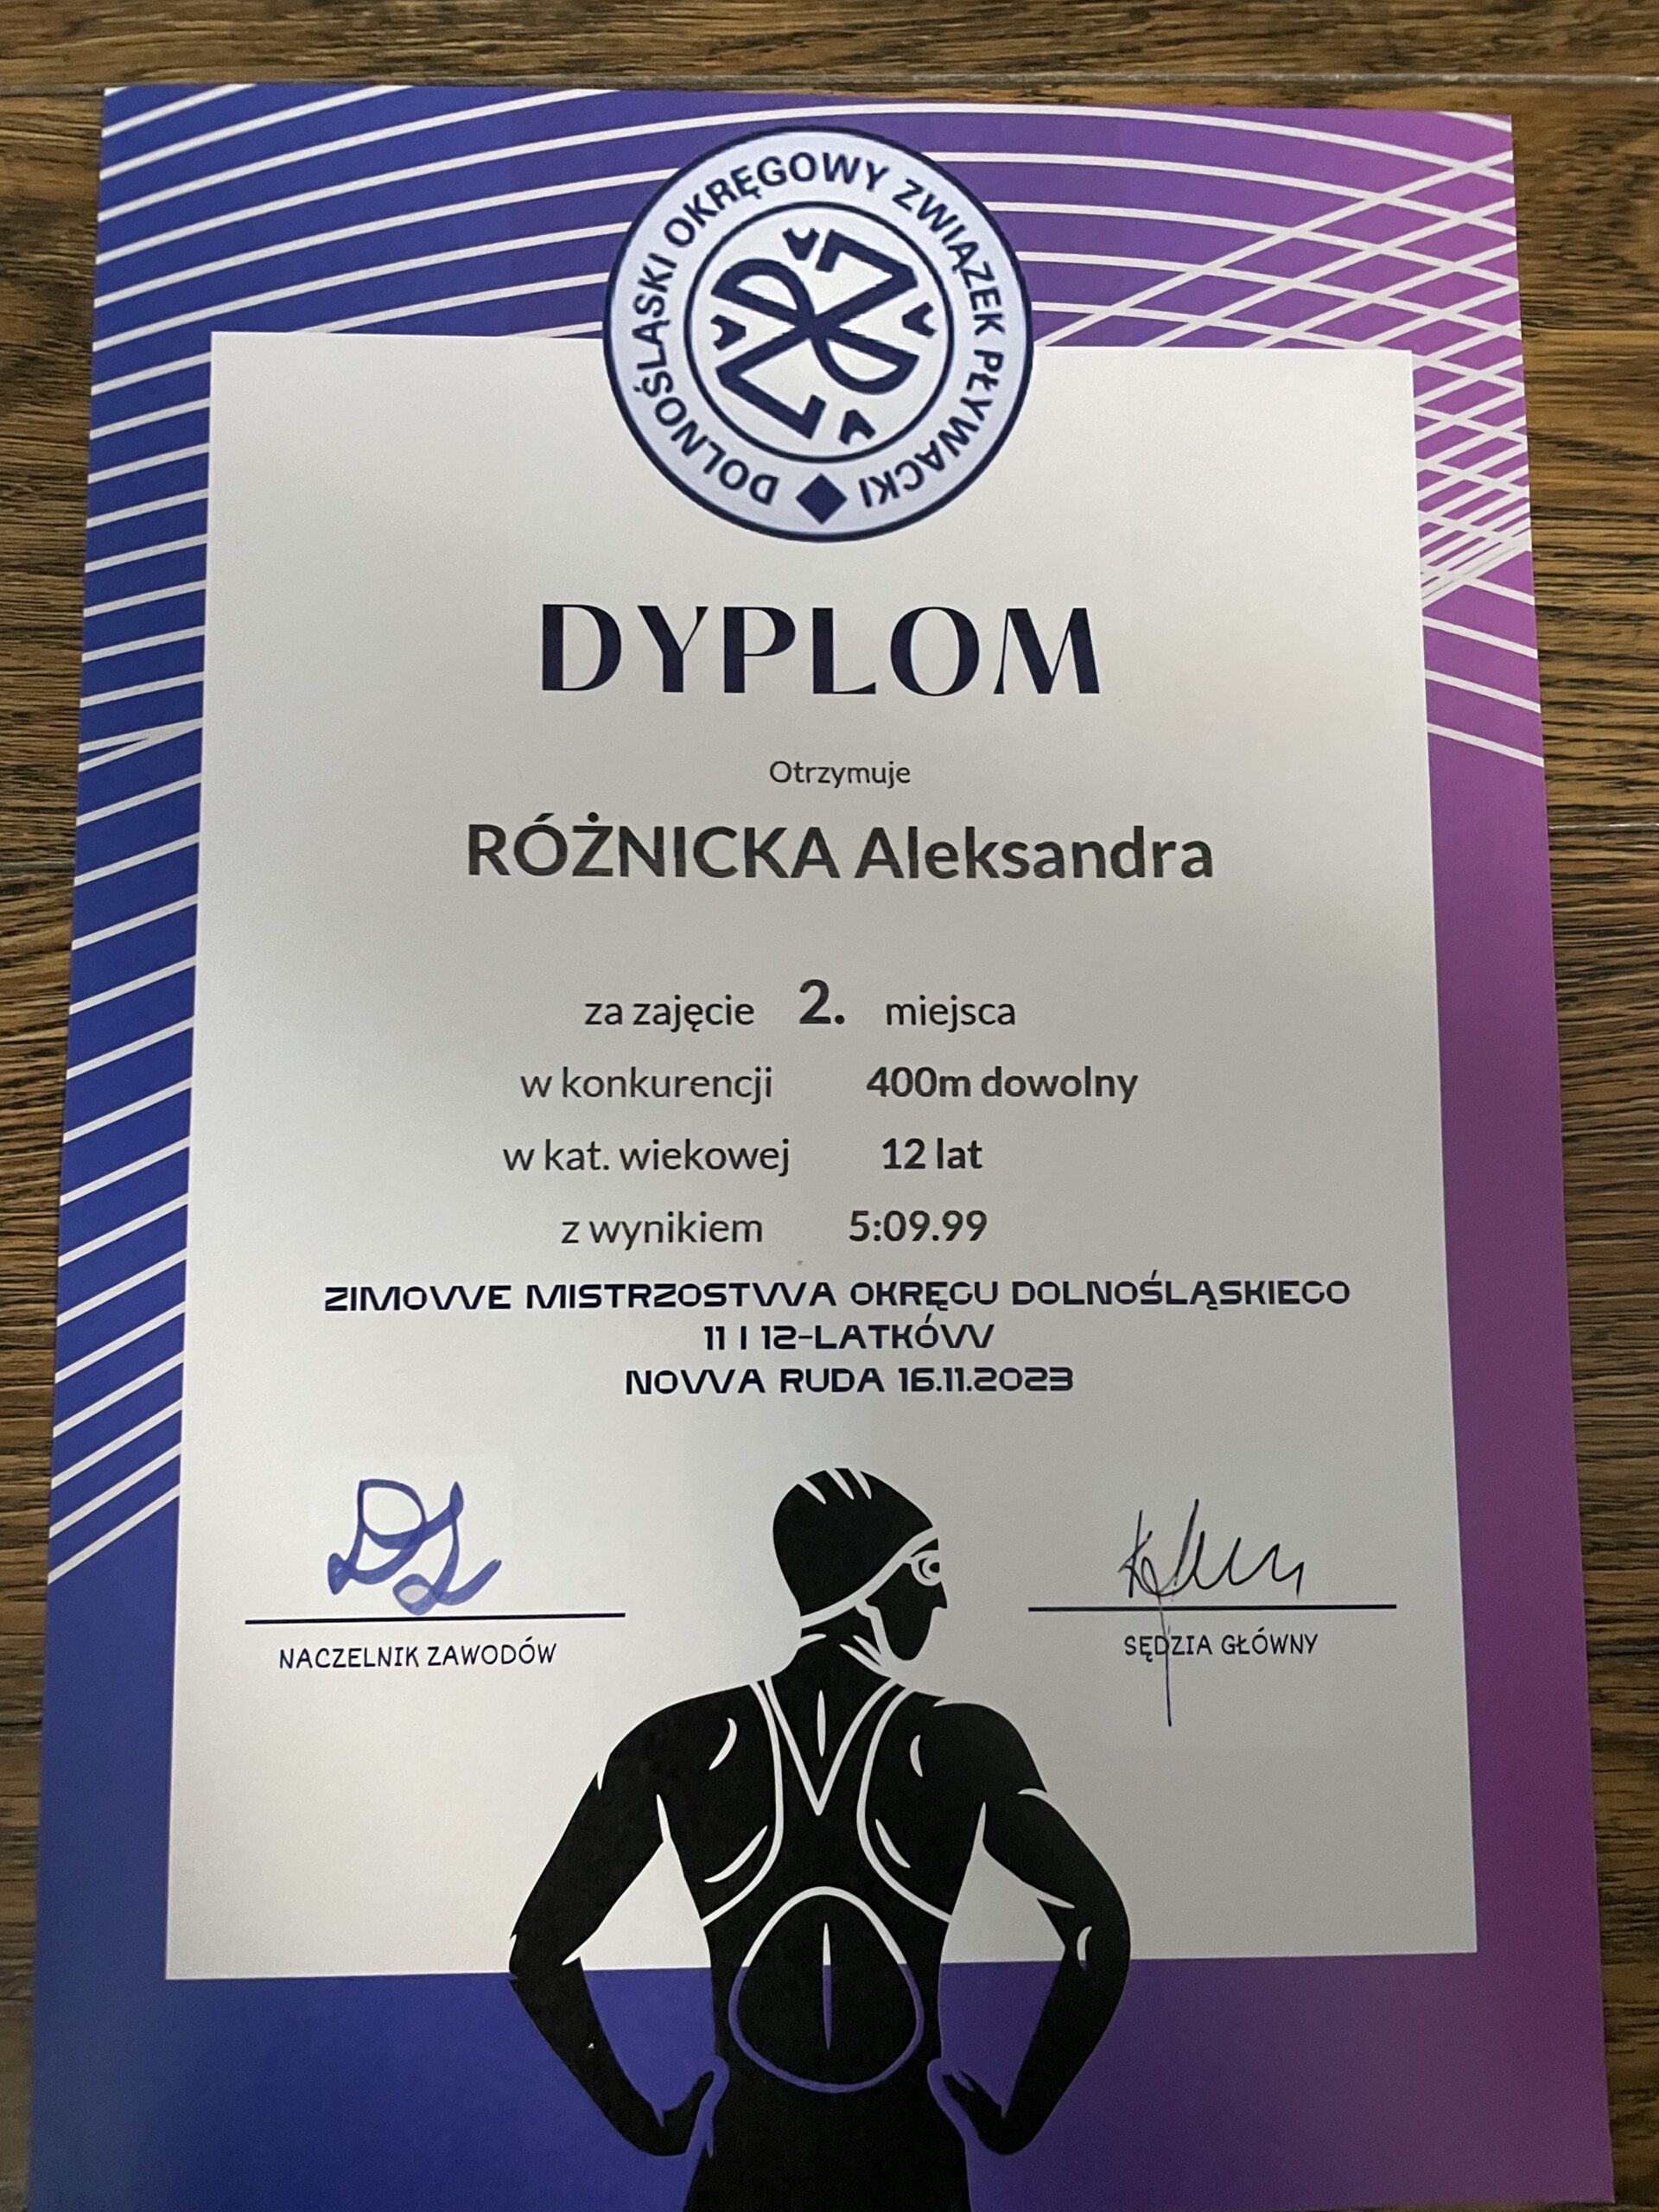 DOLNOŚLĄSKI OKRĘGOWY ZWIĄZEK PŁYWACKI
DYPLOM
Otrzymuje
RÓŻNICKA Aleksandra
za zajęcie 2. miejsca
w konkurencji 400m dowolny
w kat. wiekowej 12 lat
z wynikiem 5:09.99
ZIMOWE MISTRZOSTWA OKRĘGU DOLNOŚLĄSKIEGO
11 I 12-LATKÓW
NOWA RUDA 16.11.2023
NACZELNIK ZAWODÓW
SĘDZIA GŁÓWNY